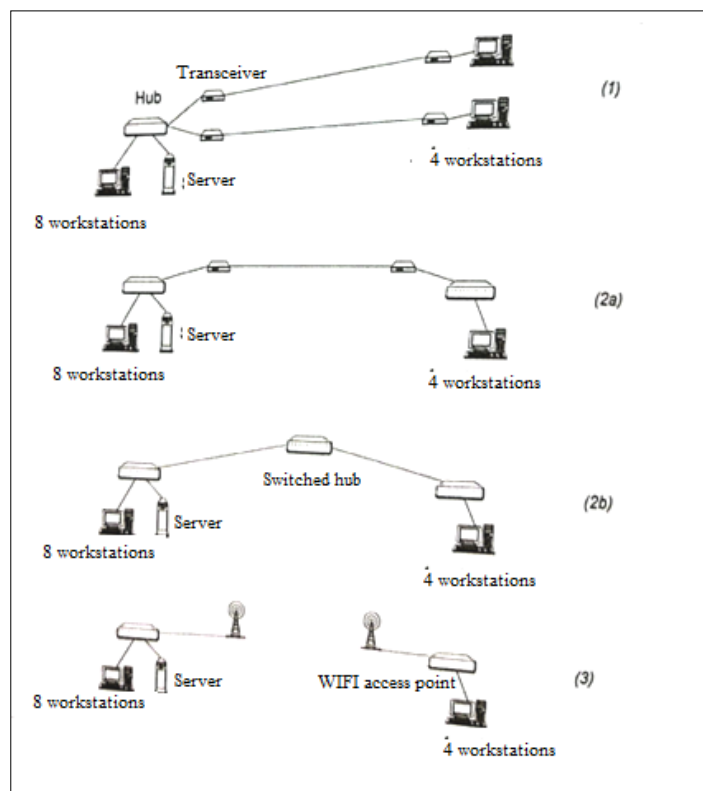 Transceiver
Hub
(1)
4 workstations
Server
8 workstations
(2a)
Server
8 workstations
4 workstations
Switched hub
(2b)
Server
8 workstations
4 workstations
Server
WIFI access point
(3)
8 workstations
4 workstations